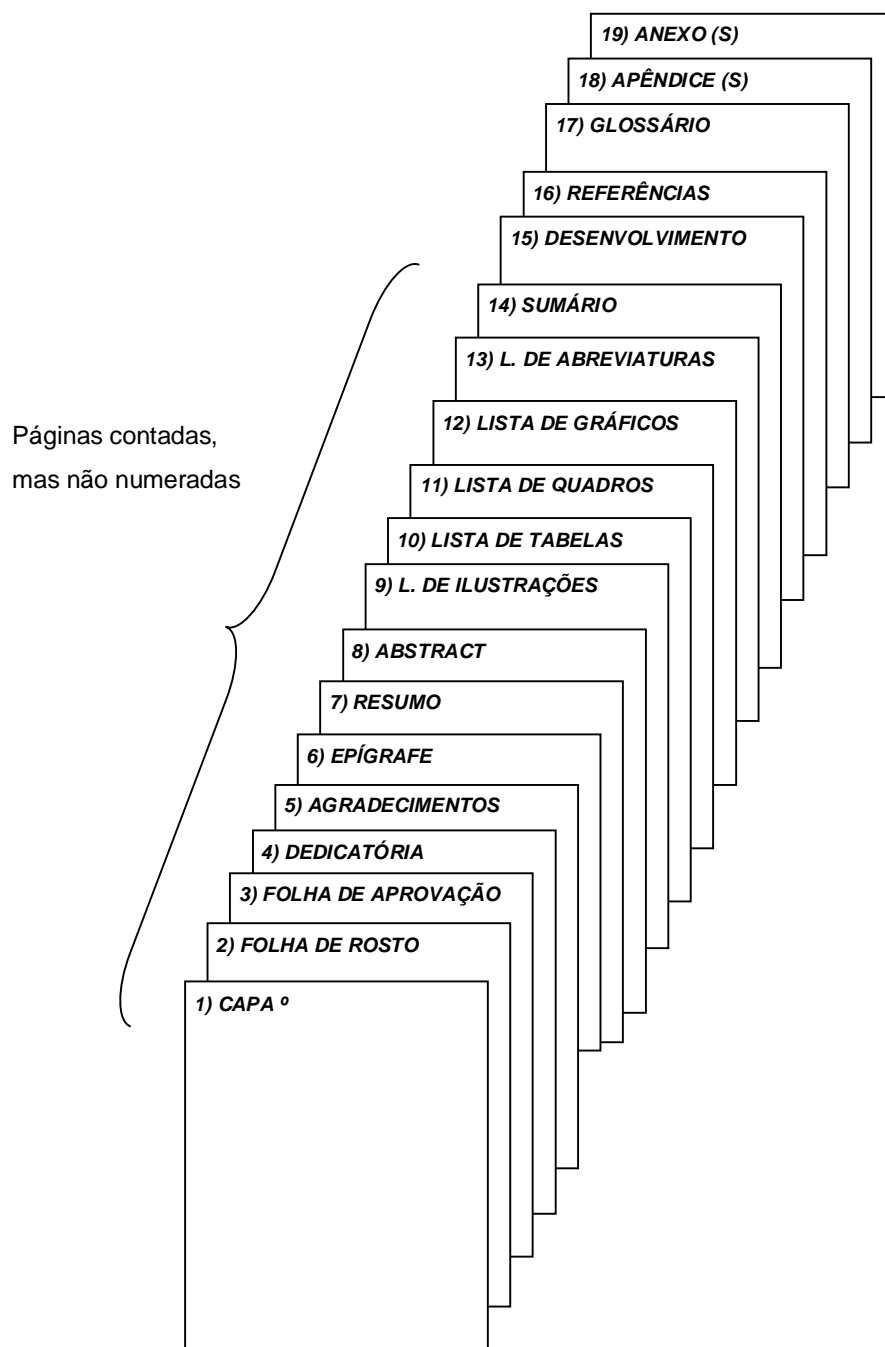 19) ANEXO (S)
18) APÊNDICE (S)
17) GLOSSÁRIO
16) REFERÊNCIAS
15) DESENVOLVIMENTO
14) SUMÁRIO
13) L. DE ABREVIATURAS
12) LISTA DE GRÁFICOS
Páginas contadas,
mas não numeradas
11) LISTA DE QUADROS
10) LISTA DE TABELAS
9) L. DE ILUSTRAÇÕES
8) ABSTRACT
7) RESUMO
6) EPÍGRAFE
5) AGRADECIMENTOS
4) DEDICATÓRIA
3) FOLHA DE APROVAÇÃO
2) FOLHA DE ROSTO
1) CAPA º